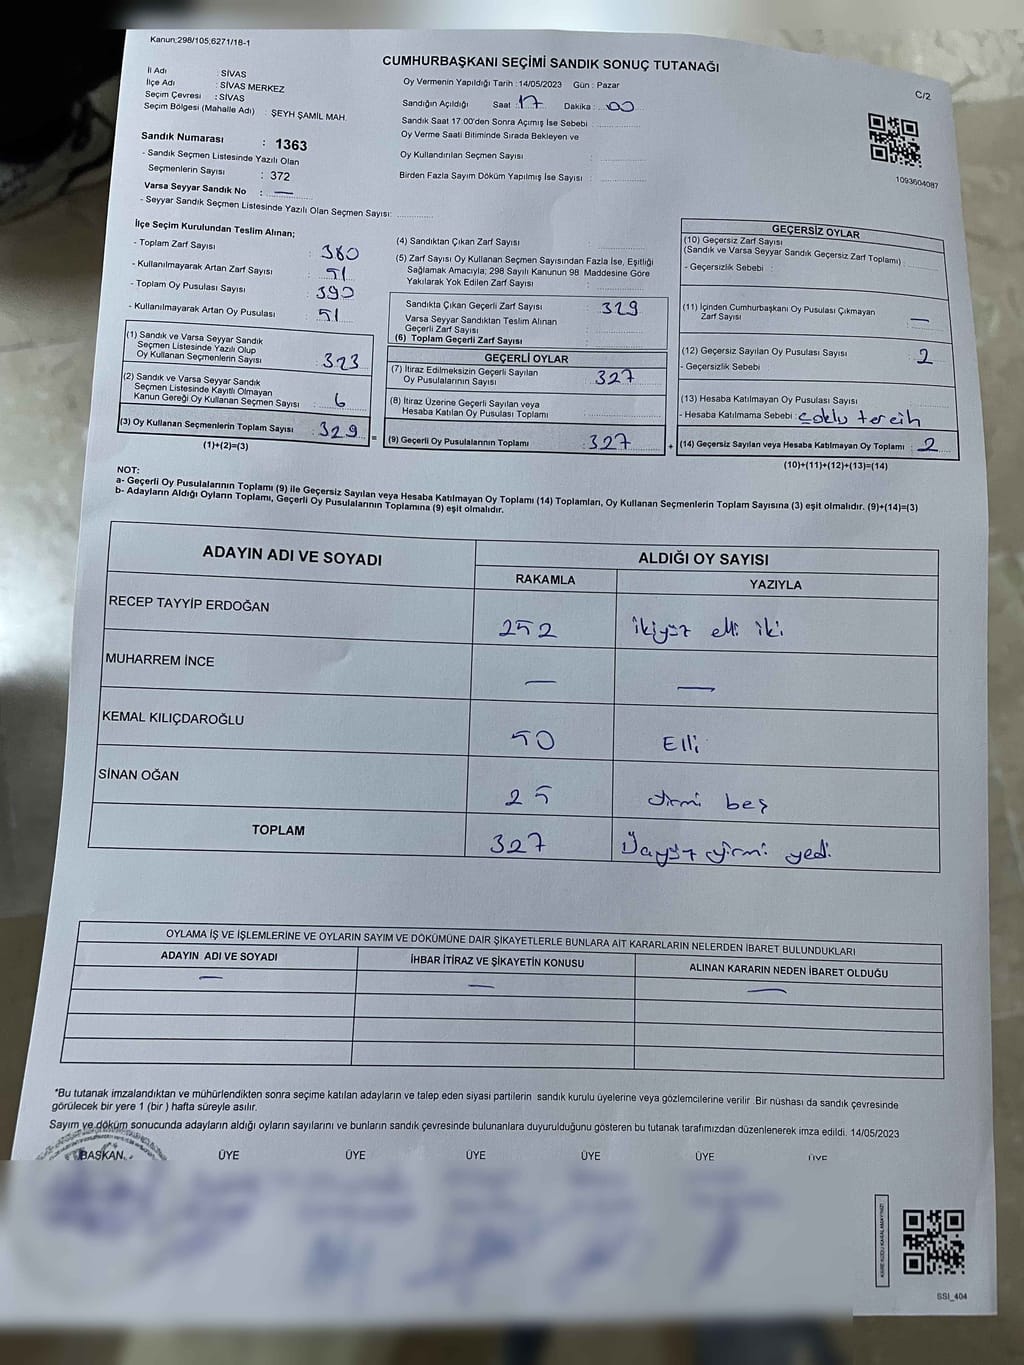 Kanun:298/105,6271/18-1
CUMHURBAŞKANI SEÇİMİ SANDIK SONUÇ TUTANAĞI
C/2
İl Adı : SİVAS
İlçe Adı : SİVAS MERKEZ
Seçim Çevresi : SİVAS
Seçim Bölgesi (Mahalle Adı) : ŞEYH ŞAMİL MAH.
Sandık Numarası : 1363
- Sandık Seçmen Listesinde Yazılı Olan
Seçmenlerin Sayısı : 372
Varsa Seyyar Sandık No : —
- Seyyar Sandık Seçmen Listesinde Yazılı Olan Seçmen Sayısı:
Oy Vermenin Yapıldığı Tarih :14/05/2023 Gün : Pazar
Sandığın Açıldığı Saat : 17 Dakika : 00
Sandık Saat 17:00'den Sonra Açımış İse Sebebi :
Oy Verme Saati Bitiminde Sırada Bekleyen ve
Oy Kullandırılan Seçmen Sayısı :
Birden Fazla Sayım Döküm Yapılmış İse Sayısı :
1093604087
İlçe Seçim Kurulundan Teslim Alınan;
- Toplam Zarf Sayısı : 380
- Kullanılmayarak Artan Zarf Sayısı : 51
- Toplam Oy Pusulası Sayısı : 390
- Kullanılmayarak Artan Oy Pusulası : 51
(1) Sandık ve Varsa Seyyar Sandık
Seçmen Listesinde Yazılı Olup
Oy Kullanan Seçmenlerin Sayısı : 323
(2) Sandık ve Varsa Seyyar Sandık
Seçmen Listesinde Kayıtlı Olmayan
Kanun Gereği Oy Kullanan Seçmen Sayısı : 6
(3) Oy Kullanan Seçmenlerin Toplam Sayısı : 329 =
(1)+(2)=(3)
(4) Sandıktan Çıkan Zarf Sayısı :
(5) Zarf Sayısı Oy Kullanan Seçmen Sayısından Fazla İse, Eşitliği
Sağlamak Amacıyla; 298 Sayılı Kanunun 98 Maddesine Göre
Yakılarak Yok Edilen Zarf Sayısı :
Sandıkta Çıkan Geçerli Zarf Sayısı : 329
Varsa Seyyar Sandıktan Teslim Alınan
Geçerli Zarf Sayısı :
(6) Toplam Geçerli Zarf Sayısı :
GEÇERLİ OYLAR
(7) İtiraz Edilmeksizin Geçerli Sayılan
Oy Pusulalarının Sayısı : 327
(8) İtiraz Üzerine Geçerli Sayılan veya
Hesaba Katılan Oy Pusulası Toplamı :
(9) Geçerli Oy Pusulalarının Toplamı : 327 +
GEÇERSİZ OYLAR
(10) Geçersiz Zarf Sayısı
(Sandık ve Varsa Seyyar Sandık Geçersiz Zarf Toplamı) :
- Geçersizlik Sebebi :
(11) İçinden Cumhurbaşkanı Oy Pusulası Çıkmayan
Zarf Sayısı : —
(12) Geçersiz Sayılan Oy Pusulası Sayısı : 2
- Geçersizlik Sebebi :
(13) Hesaba Katılmayan Oy Pusulası Sayısı :
- Hesaba Katılmama Sebebi : Çoklu tercih
(14) Geçersiz Sayılan veya Hesaba Katılmayan Oy Toplamı : 2
(10)+(11)+(12)+(13)=(14)
NOT:
a- Geçerli Oy Pusulalarının Toplamı (9) ile Geçersiz Sayılan veya Hesaba Katılmayan Oy Toplamı (14) Toplamları, Oy Kullanan Seçmenlerin Toplam Sayısına (3) eşit olmalıdır. (9)+(14)=(3)
b- Adayların Aldığı Oyların Toplamı, Geçerli Oy Pusulalarının Toplamına (9) eşit olmalıdır.
ADAYIN ADI VE SOYADI
ALDIĞI OY SAYISI
RAKAMLA YAZIYLA
RECEP TAYYİP ERDOĞAN 252 ikiyüz elli iki
MUHARREM İNCE — —
KEMAL KILIÇDAROĞLU 50 Elli
SİNAN OĞAN 25 yirmi beş
TOPLAM 327 Üçyüz yirmi yedi
OYLAMA İŞ VE İŞLEMLERİNE VE OYLARIN SAYIM VE DÖKÜMÜNE DAİR ŞİKAYETLERLE BUNLARA AİT KARARLARIN NELERDEN İBARET BULUNDUKLARI
ADAYIN ADI VE SOYADI İHBAR İTİRAZ VE ŞİKAYETİN KONUSU ALINAN KARARIN NEDEN İBARET OLDUĞU
— — —
*Bu tutanak imzalandıktan ve mühürlendikten sonra seçime katılan adayların ve talep eden siyasi partilerin sandık kurulu üyelerine veya gözlemcilerine verilir. Bir nüshası da sandık çevresinde
görülecek bir yere 1 (bir ) hafta süreyle asılır.
Sayım ve döküm sonucunda adayların aldığı oyların sayılarını ve bunların sandık çevresinde bulunanlara duyurulduğunu gösteren bu tutanak tarafımızdan düzenlenerek imza edildi. 14/05/2023
BAŞKAN ÜYE ÜYE ÜYE ÜYE ÜYE ÜYE
KARE KODU KARALAMAYINIZ!
SSI_404